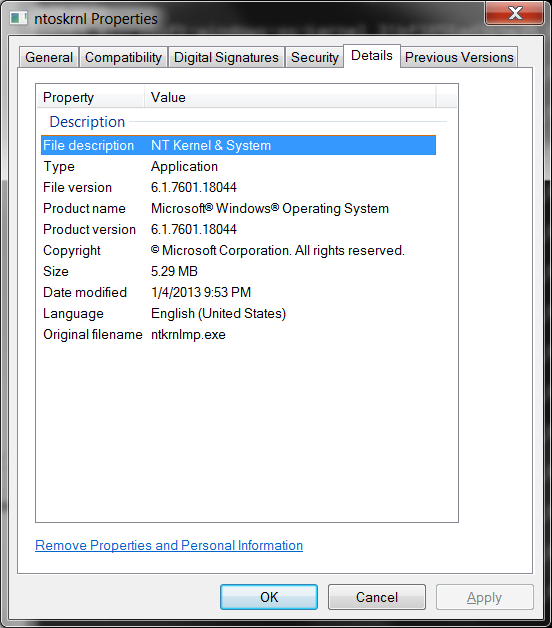 ntoskrnl Properties
General Compatibility Digital Signatures Security Details Previous Versions
Property Value
Description
File description NT Kernel & System
Type Application
File version 6.1.7601.18044
Product name Microsoft® Windows® Operating System
Product version 6.1.7601.18044
Copyright © Microsoft Corporation. All rights reserved.
Size 5.29 MB
Date modified 1/4/2013 9:53 PM
Language English (United States)
Original filename ntkrnlmp.exe
Remove Properties and Personal Information
OK Cancel Apply